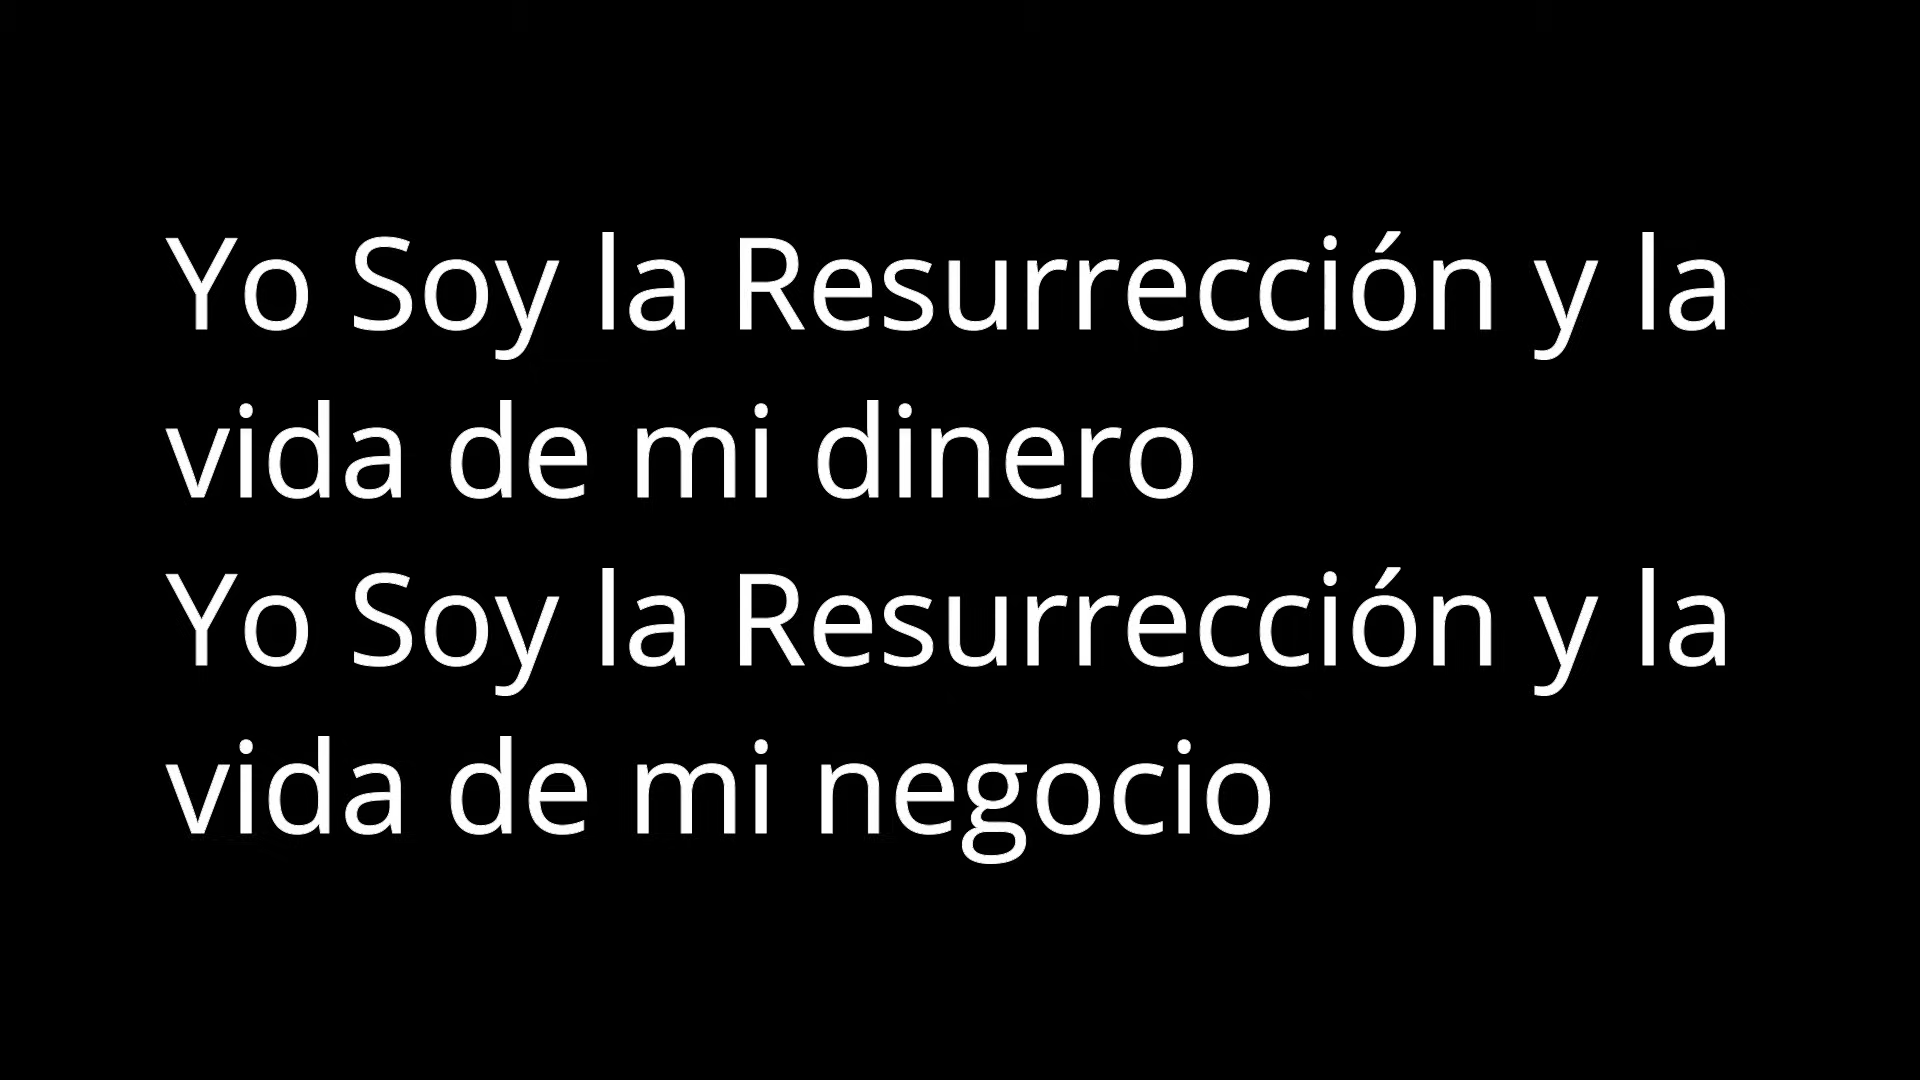 Yo Soy la Resurrección y la
vida de mi dinero
Yo Soy la Resurrección y la
vida de mi negocio